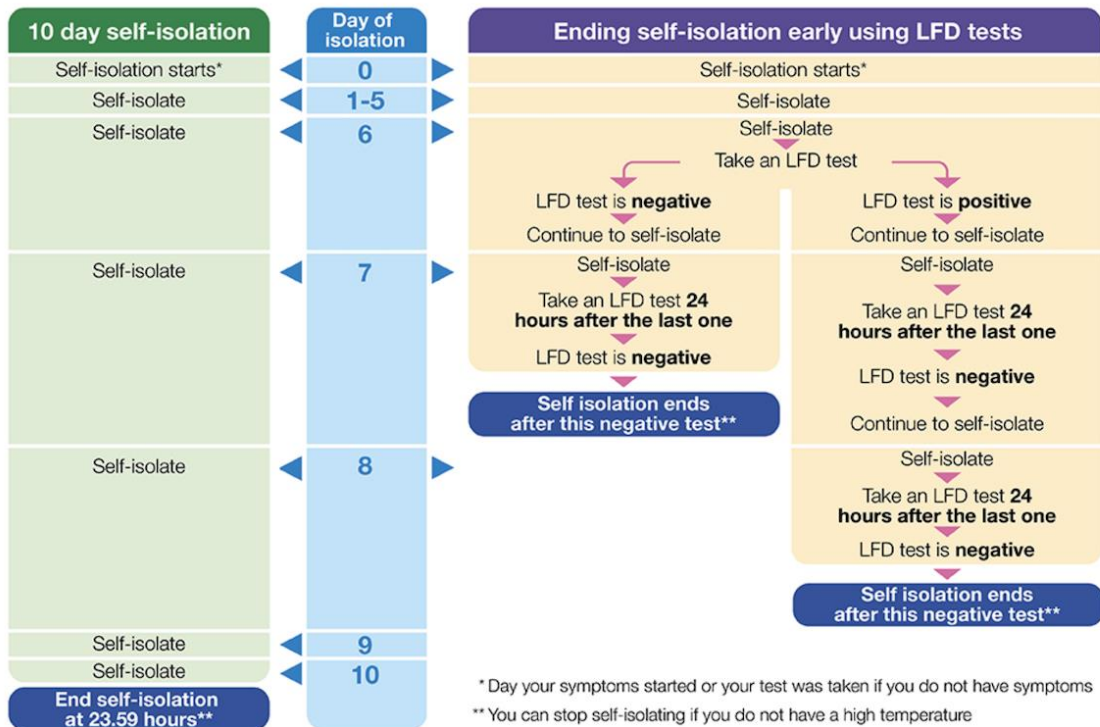 10 day self-isolation
Day of
isolation
Ending self-isolation early using LFD tests
Self-isolation starts*
0
Self-isolation starts*
Self-isolate
1-5
Self-isolate
Self-isolate
6
Self-isolate
Take an LFD test
LFD test is negative
Continue to self-isolate
LFD test is positive
Continue to self-isolate
Self-isolate
7
Self-isolate
Take an LFD test 24
hours after the last one
LFD test is negative
Self isolation ends
after this negative test**
Self-isolate
Take an LFD test 24
hours after the last one
LFD test is negative
Continue to self-isolate
Self-isolate
8
Self-isolate
Take an LFD test 24
hours after the last one
LFD test is negative
Self isolation ends
after this negative test**
Self-isolate
9
Self-isolate
10
End self-isolation
at 23.59 hours**
* Day your symptoms started or your test was taken if you do not have symptoms
** You can stop self-isolating if you do not have a high temperature